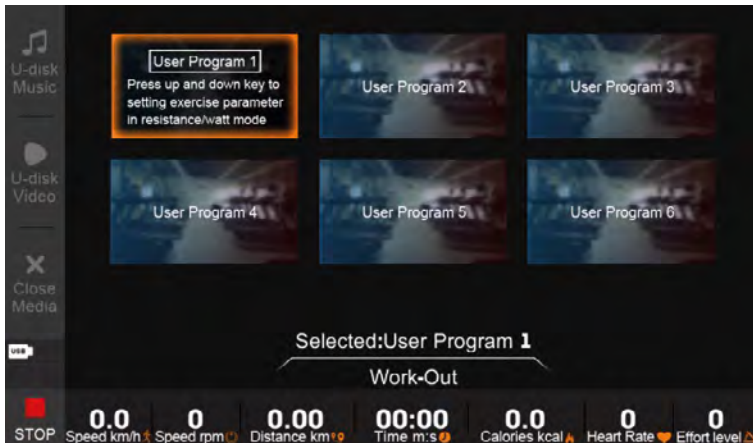 U-disk
Music
U-disk
Video
Close
Media
USB
STOP
User Program 1
Press up and down key to
setting exercise parameter
in resistance/watt mode
User Program 2
User Program 3
User Program 4
User Program 5
User Program 6
Selected:User Program 1
Work-Out
0.0
Speed km/h
0
Speed rpm
0.00
Distance km
00:00
Time m:s
0.0
Calories kcal
0
Heart Rate
0
Effort level